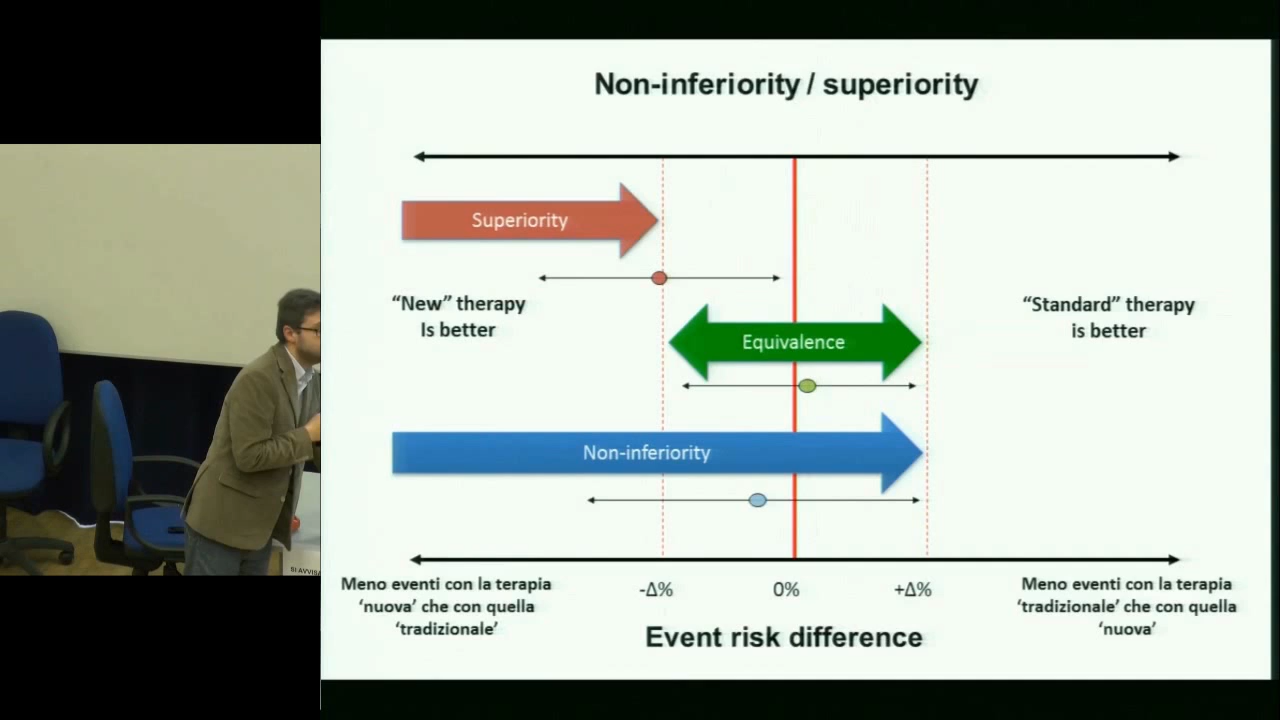 Non-inferiority / superiority
Superiority
“New” therapy
Is better
“Standard” therapy
is better
Equivalence
Non-inferiority
Meno eventi con la terapia
‘nuova’ che con quella
‘tradizionale’
-Δ%
0%
+Δ%
Meno eventi con la terapia
‘tradizionale’ che con quella
‘nuova’
Event risk difference
SI AVVISA